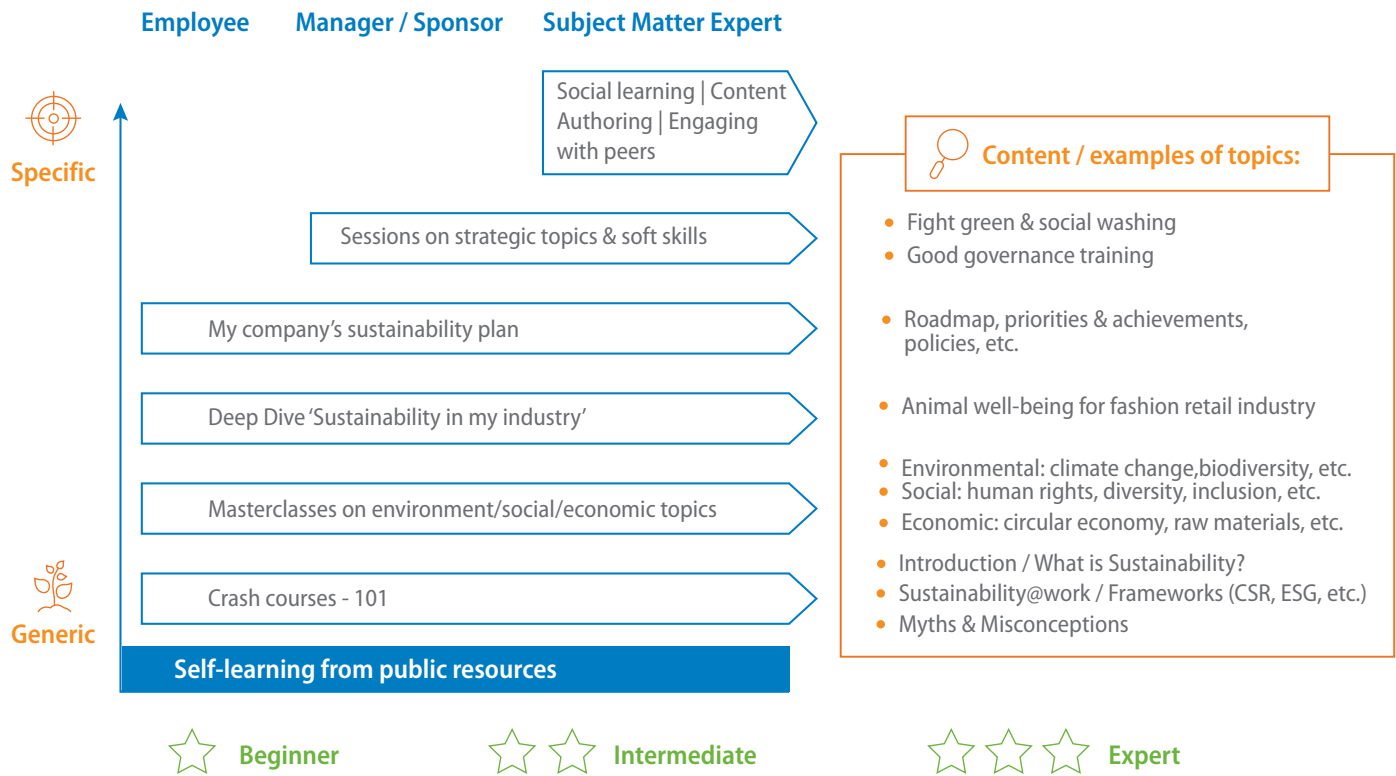 Employee
Manager / Sponsor
Subject Matter Expert
Social learning | Content
Authoring | Engaging
with peers
Specific
Sessions on strategic topics & soft skills
My company's sustainability plan
Deep Dive 'Sustainability in my industry'
Masterclasses on environment/social/economic topics
Crash courses - 101
Generic
Self-learning from public resources
Content / examples of topics:
• Fight green & social washing
• Good governance training
• Roadmap, priorities & achievements,
policies, etc.
• Animal well-being for fashion retail industry
• Environmental: climate change,biodiversity, etc.
• Social: human rights, diversity, inclusion, etc.
• Economic: circular economy, raw materials, etc.
• Introduction / What is Sustainability?
• Sustainability@work / Frameworks (CSR, ESG, etc.)
• Myths & Misconceptions
Beginner
Intermediate
Expert